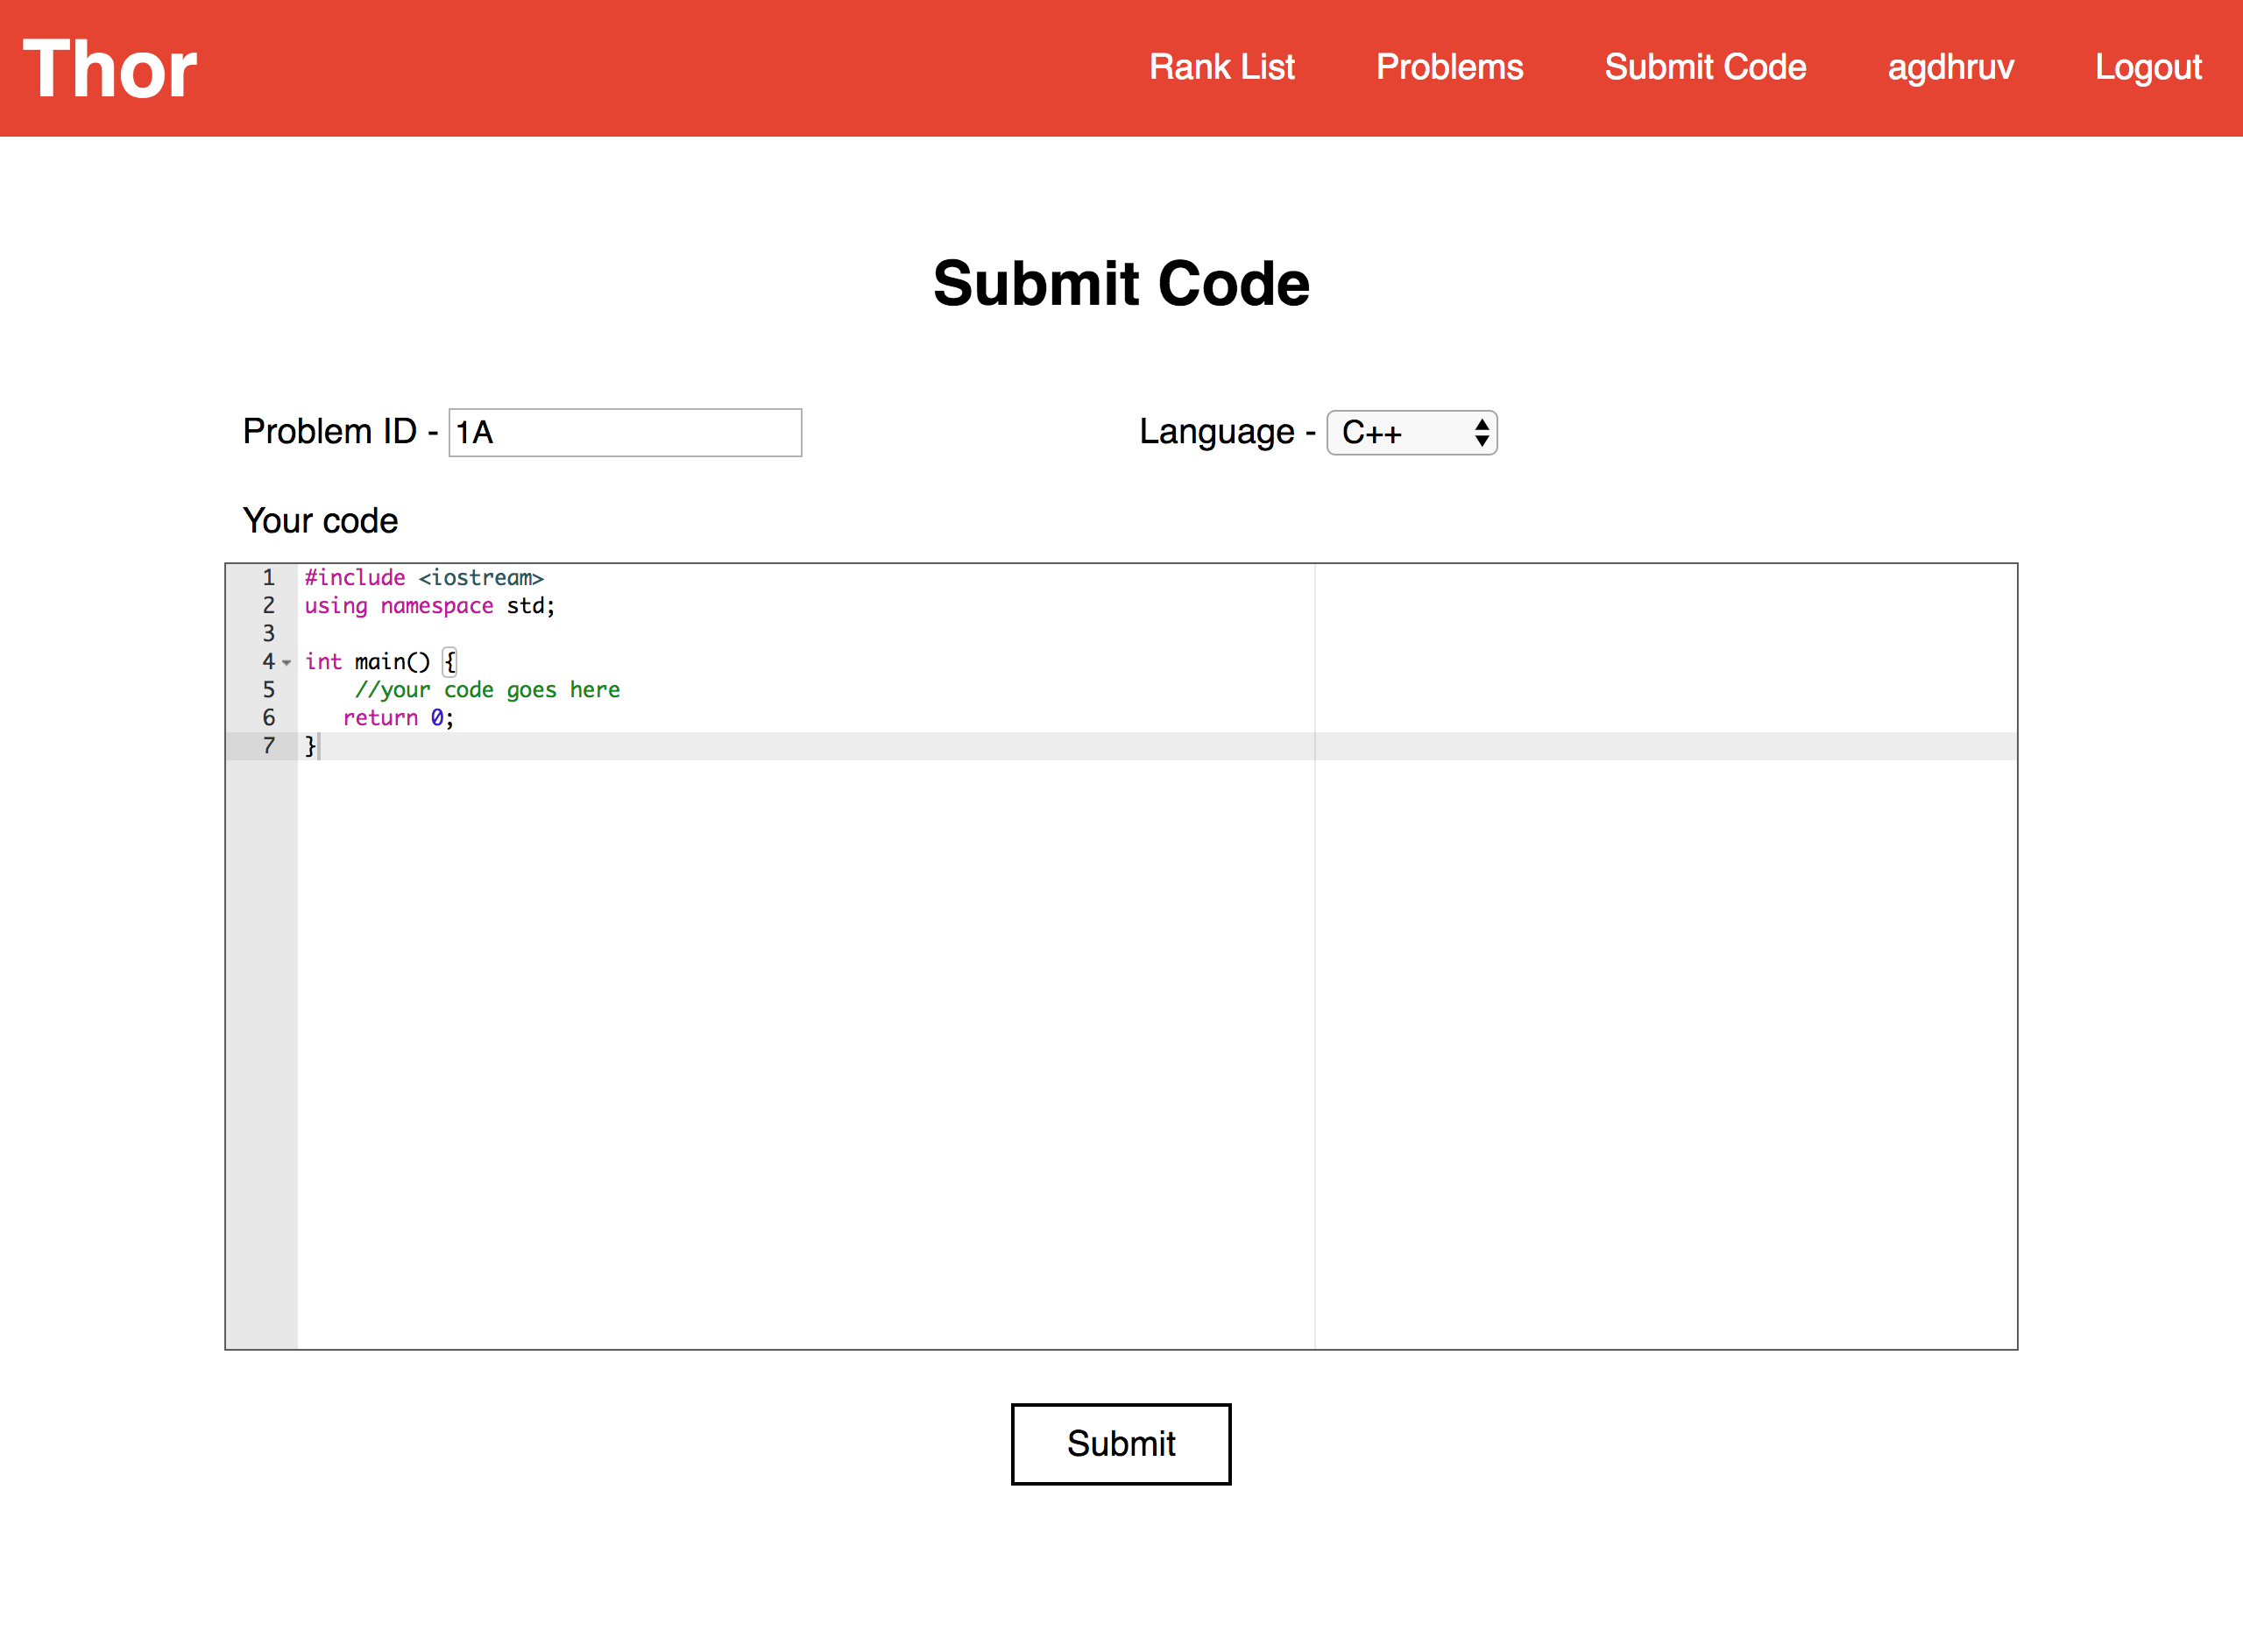 Thor Rank List Problems Submit Code agdhruv Logout
Submit Code
Problem ID - 1A Language - C++
Your code
1 #include <iostream>
2 using namespace std;
3
4 int main() {
5 //your code goes here
6 return 0;
7 }
Submit